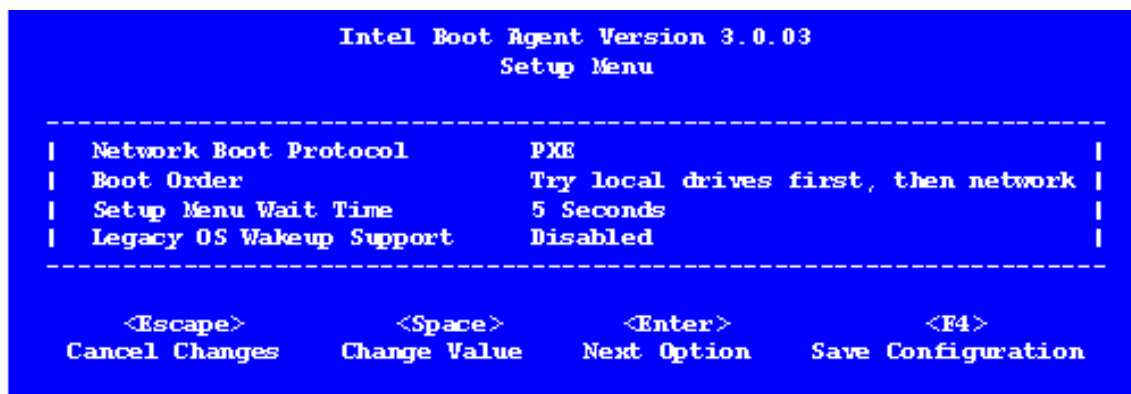 Intel Boot Agent Version 3.0.03
Setup Menu
Network Boot Protocol PXE
Boot Order Try local drives first, then network
Setup Menu Wait Time 5 Seconds
Legacy OS Wakeup Support Disabled
<Escape> <Space> <Enter> <F4>
Cancel Changes Change Value Next Option Save Configuration